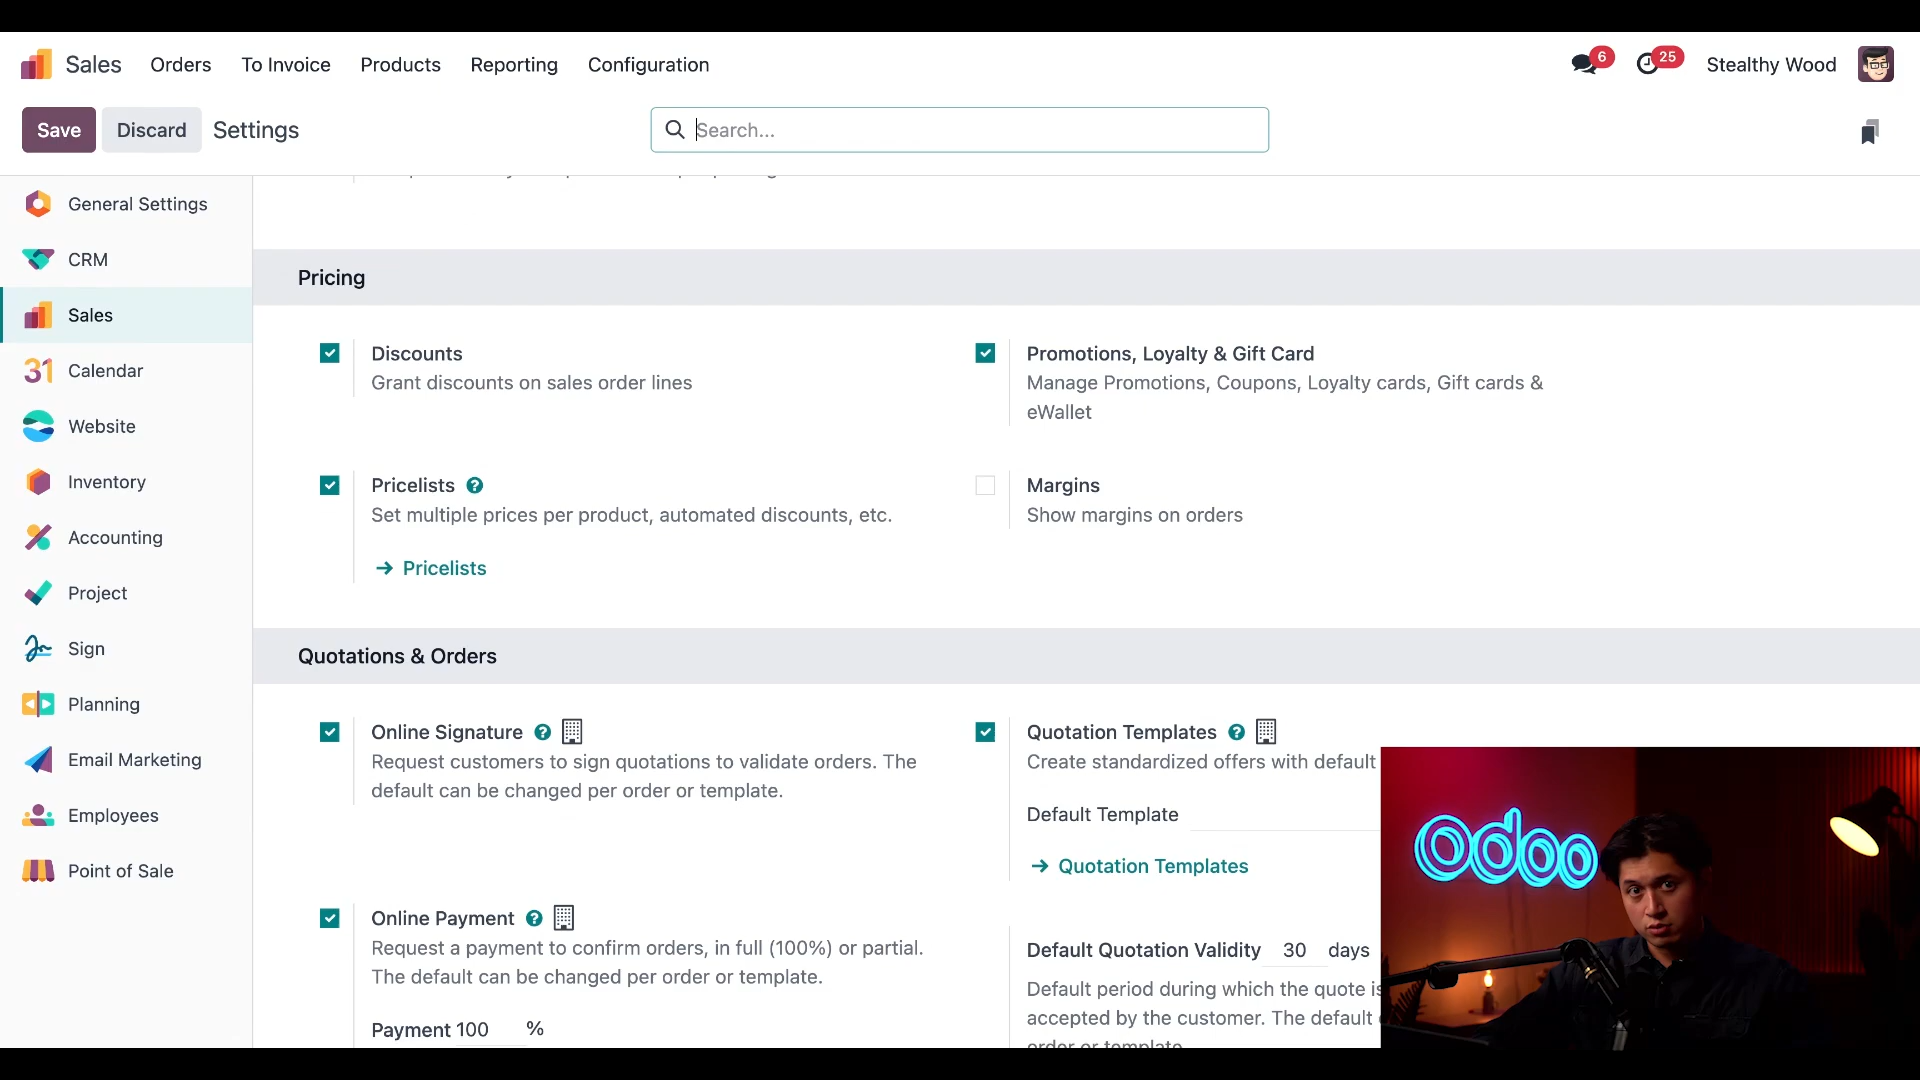 Sales Orders To Invoice Products Reporting Configuration 6 25 Stealthy Wood
Save Discard Settings Search...
General Settings
CRM
Sales
31 Calendar
Website
Inventory
Accounting
Project
Sign
Planning
Email Marketing
Employees
Point of Sale
Pricing
Discounts
Grant discounts on sales order lines
Promotions, Loyalty & Gift Card
Manage Promotions, Coupons, Loyalty cards, Gift cards &
eWallet
Pricelists ?
Set multiple prices per product, automated discounts, etc.
→ Pricelists
Margins
Show margins on orders
Quotations & Orders
Online Signature ?
Request customers to sign quotations to validate orders. The
default can be changed per order or template.
Quotation Templates ?
Create standardized offers with default
Default Template
→ Quotation Templates
Online Payment ?
Request a payment to confirm orders, in full (100%) or partial.
The default can be changed per order or template.
Payment 100 %
Default Quotation Validity 30 days
Default period during which the quote is
accepted by the customer. The default
order or template.
odoo